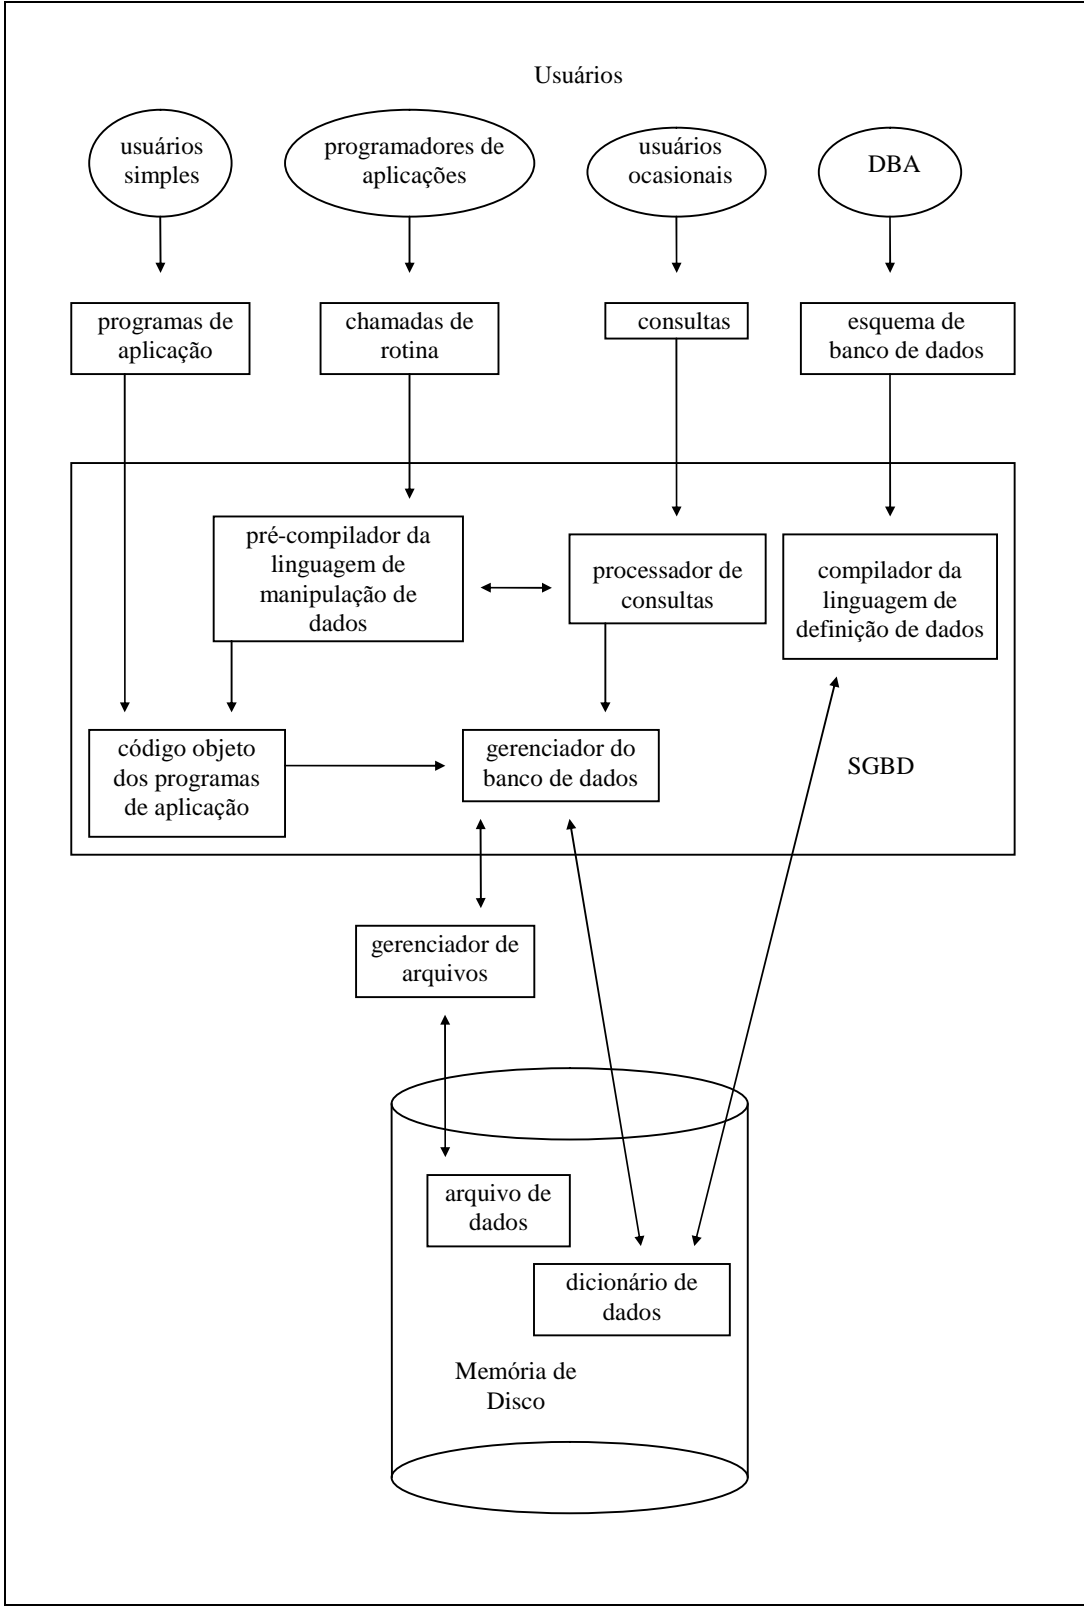 Usuários
usuários
simples
programadores de
aplicações
usuários
ocasionais
DBA
programas de
aplicação
chamadas de
rotina
consultas
esquema de
banco de dados
pré-compilador da
linguagem de
manipulação de
dados
processador de
consultas
compilador da
linguagem de
definição de dados
código objeto
dos programas
de aplicação
gerenciador do
banco de dados
SGBD
gerenciador de
arquivos
arquivo de
dados
dicionário de
dados
Memória de
Disco